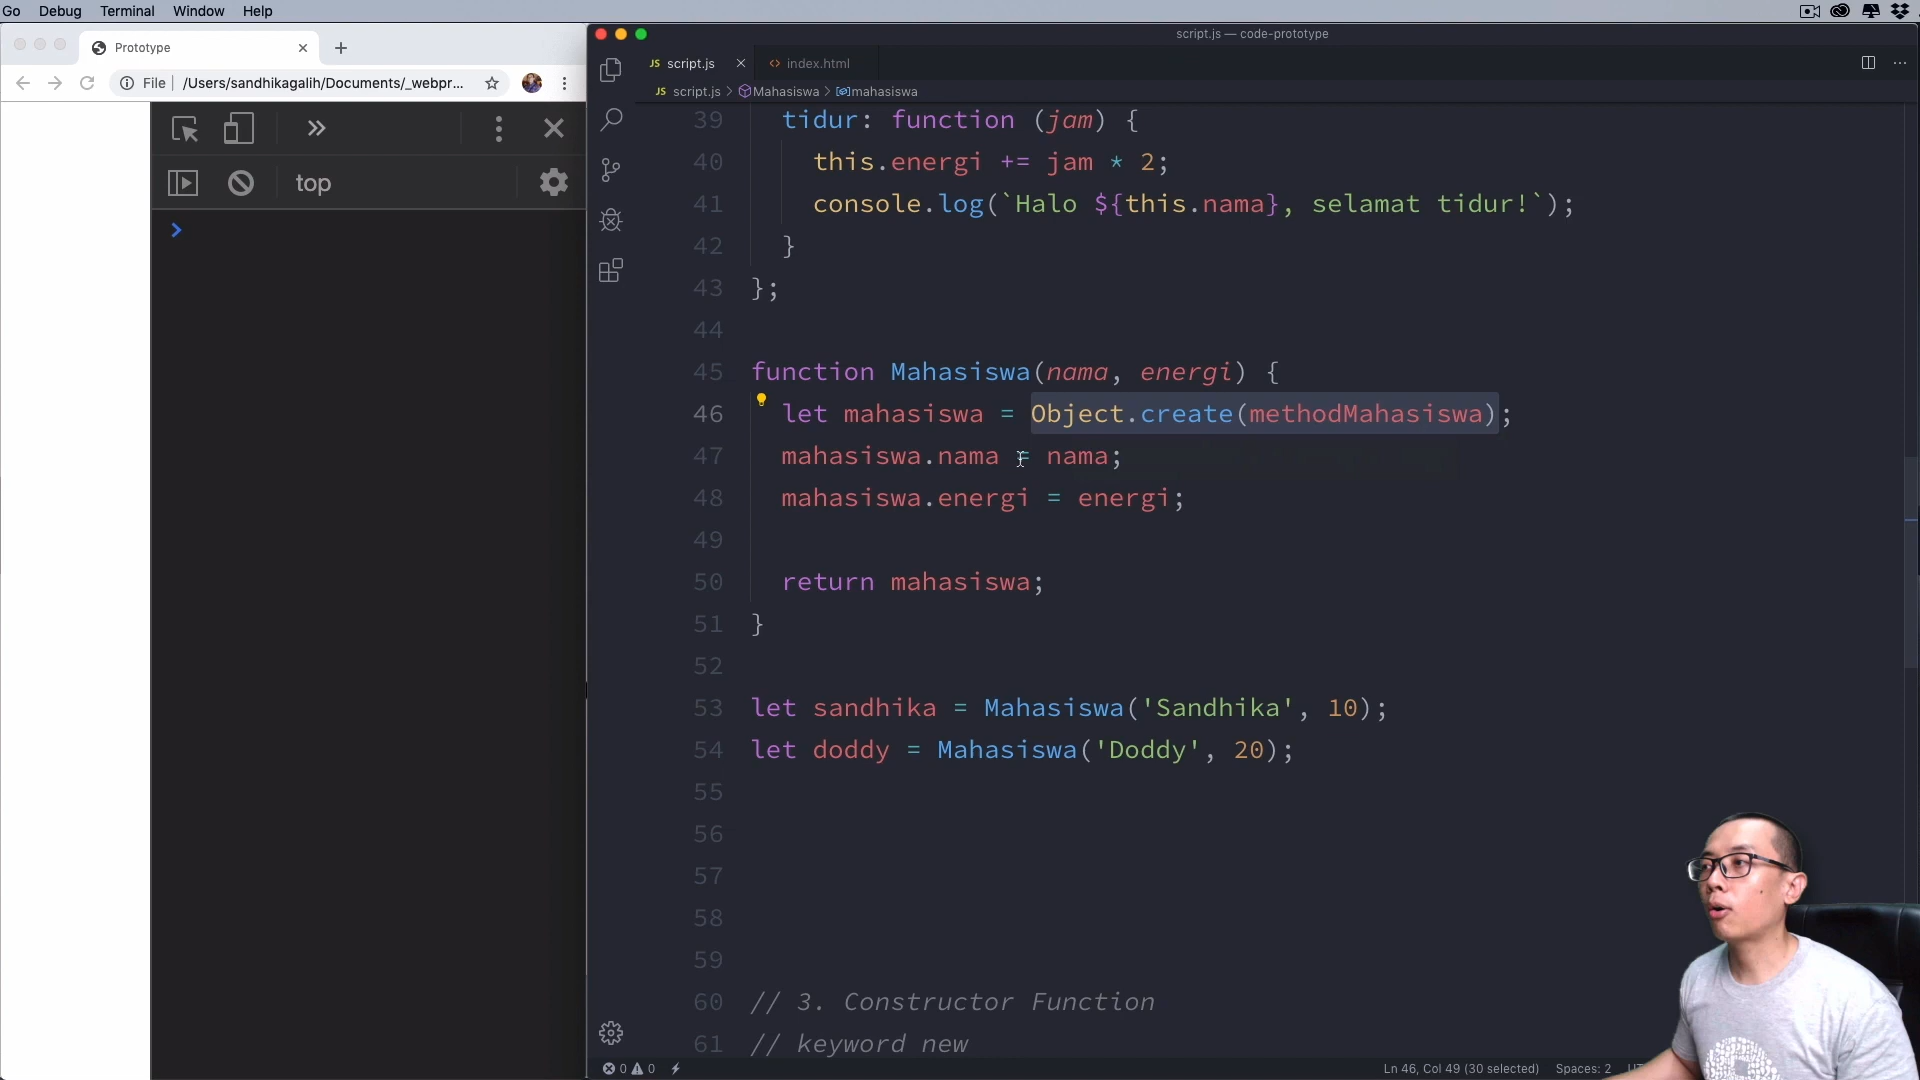 Go Debug Terminal Window Help
Prototype
File /Users/sandhikagalih/Documents/_webpr...
top
script.js — code-prototype
JS script.js
<> index.html
JS script.js > Mahasiswa > mahasiswa
39 tidur: function (jam) {
40 this.energi += jam * 2;
41 console.log(`Halo ${this.nama}, selamat tidur!`);
42 }
43 };
44
45 function Mahasiswa(nama, energi) {
46 let mahasiswa = Object.create(methodMahasiswa);
47 mahasiswa.nama = nama;
48 mahasiswa.energi = energi;
49
50 return mahasiswa;
51 }
52
53 let sandhika = Mahasiswa('Sandhika', 10);
54 let doddy = Mahasiswa('Doddy', 20);
55
56
57
58
59
60 // 3. Constructor Function
61 // keyword new
0 0 Ln 46, Col 49 (30 selected) Spaces: 2